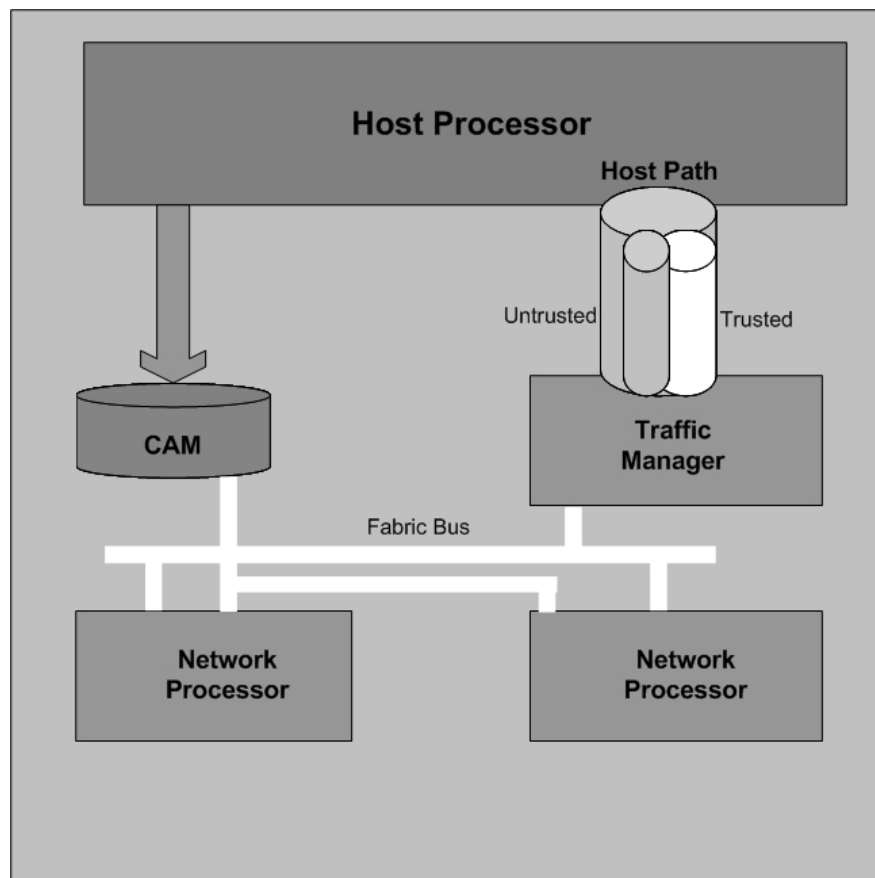 Host Processor
Host Path
Untrusted
Trusted
CAM
Traffic
Manager
Fabric Bus
Network
Processor
Network
Processor